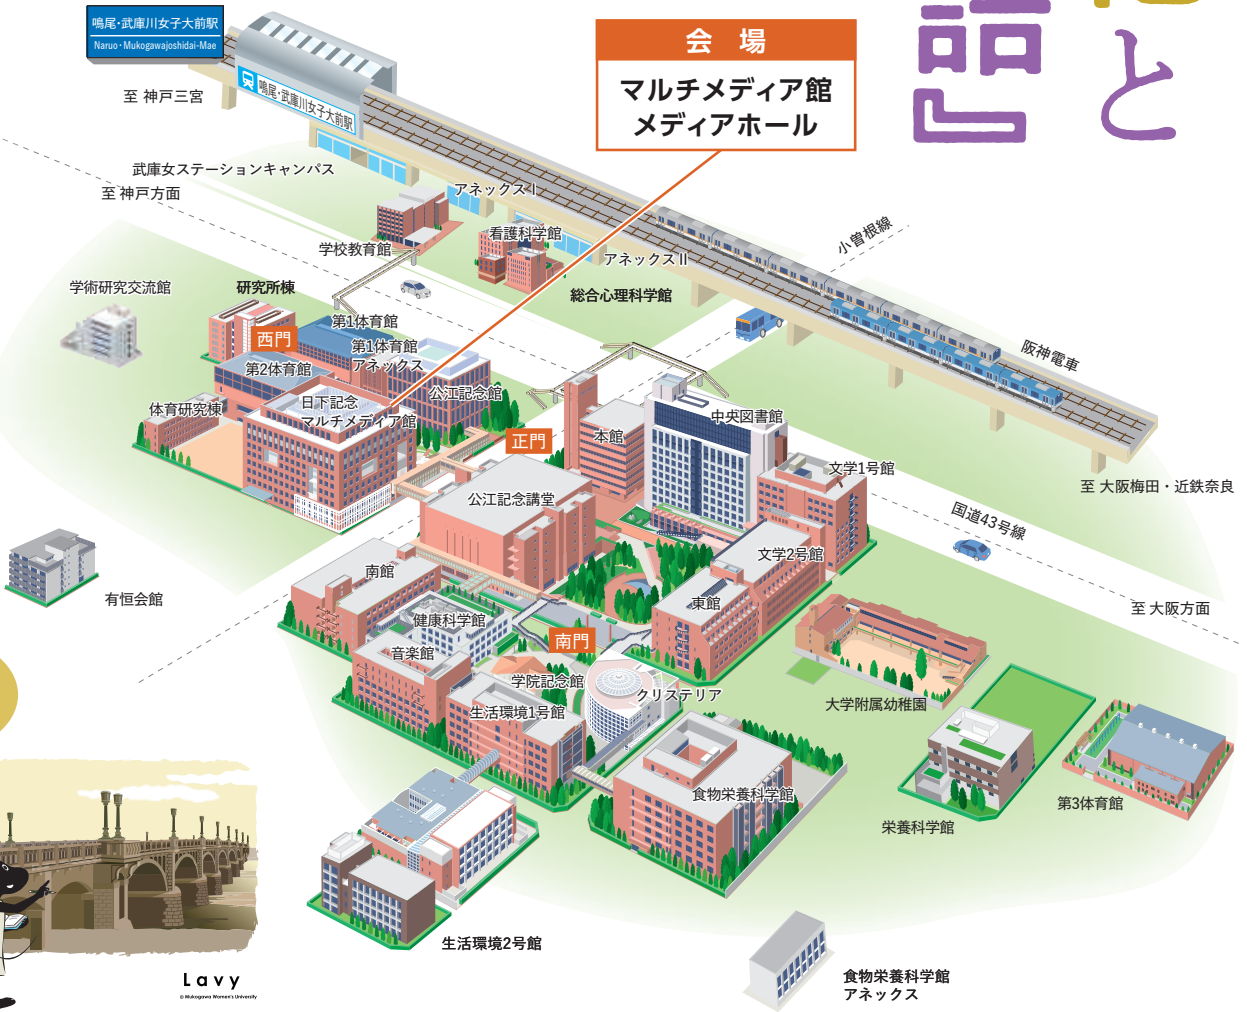 鳴尾・武庫川女子大前駅
Naruo・Mukogawajoshidai-Mae
会 場
マルチメディア館
メディアホール
語
と
至 神戸三宮
鳴尾・武庫川女子大前駅
武庫女ステーションキャンパス
至 神戸方面
アネックスⅠ
学校教育館
看護科学館
アネックスⅡ
小曽根線
総合心理科学館
学術研究交流館
研究所棟
第1体育館
西門
第1体育館
アネックス
阪神電車
第2体育館
公江記念館
日下記念
マルチメディア館
体育研究棟
中央図書館
正門
本館
文学1号館
至 大阪梅田・近鉄奈良
公江記念講堂
国道43号線
文学2号館
南館
有恒会館
東館
至 大阪方面
健康科学館
南門
音楽館
学院記念館
クリステリア
大学附属幼稚園
生活環境1号館
食物栄養科学館
第3体育館
栄養科学館
生活環境2号館
食物栄養科学館
アネックス
Lavy
© Mukogawa Women's University